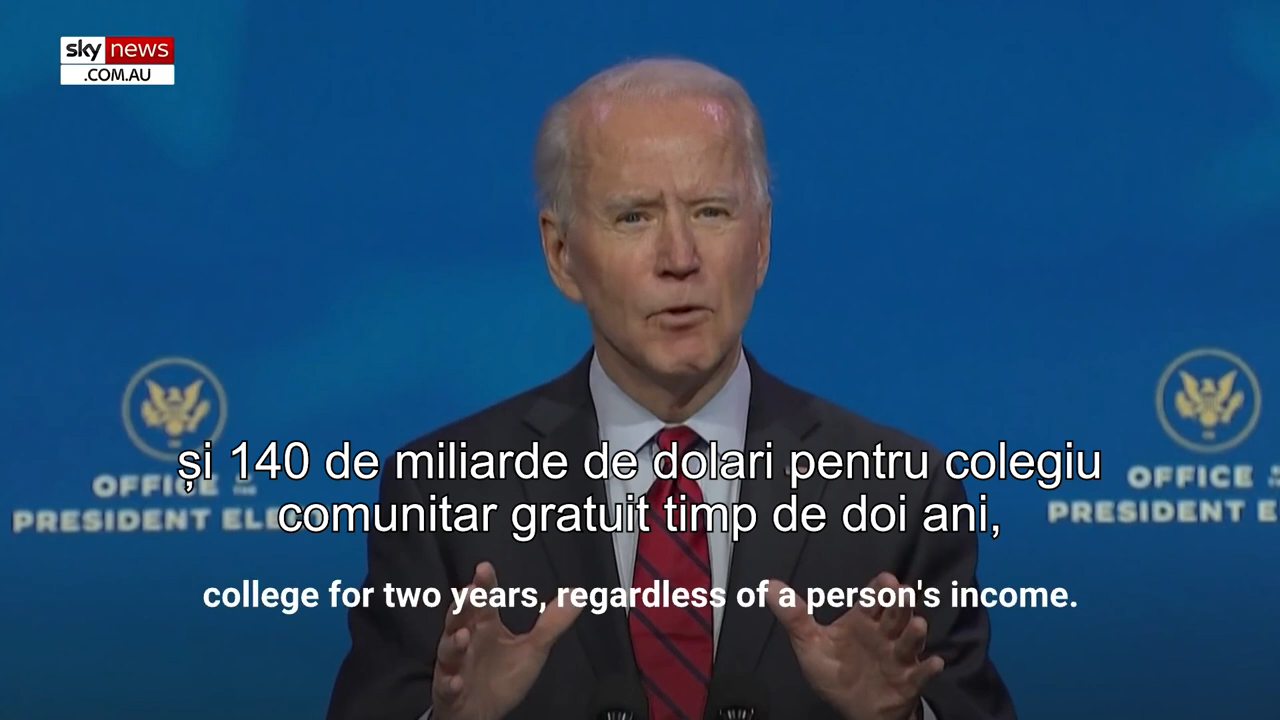 sky news
.COM.AU
și 140 de miliarde de dolari pentru colegiu
comunitar gratuit timp de doi ani,
college for two years, regardless of a person's income.
OFFICE
PRESIDENT
OFFICE
PRESIDENT E